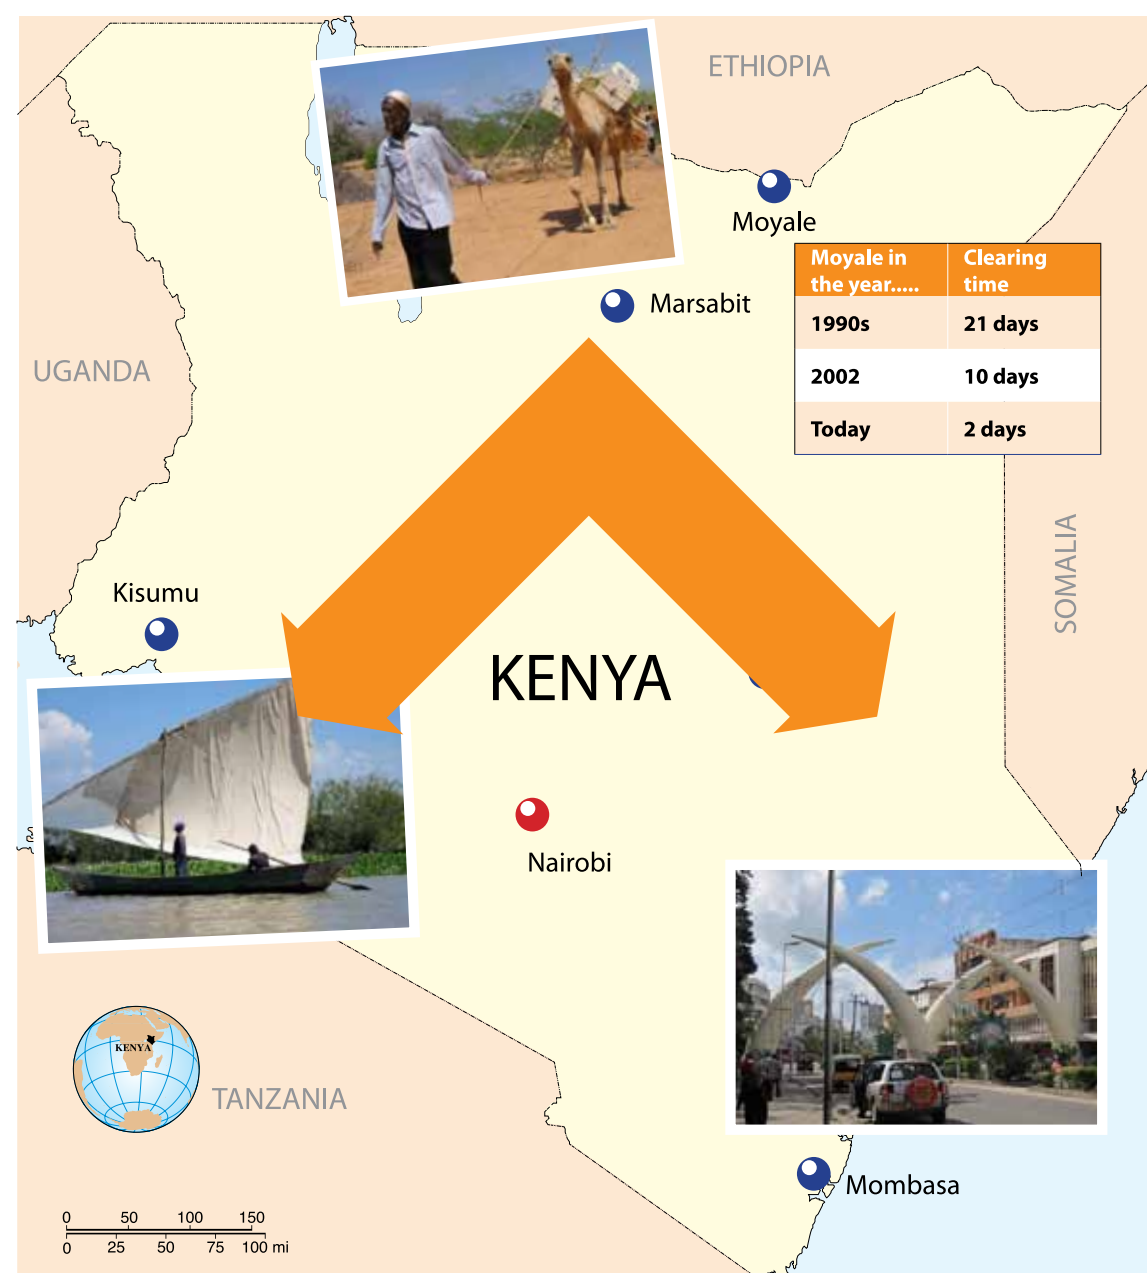 ETHIOPIA
Moyale
Moyale in
the year.....
Clearing
time
1990s
21 days
2002
10 days
Today
2 days
Marsabit
UGANDA
SOMALIA
Kisumu
KENYA
Nairobi
KENYA
TANZANIA
Mombasa
0 50 100 150
0 25 50 75 100 mi